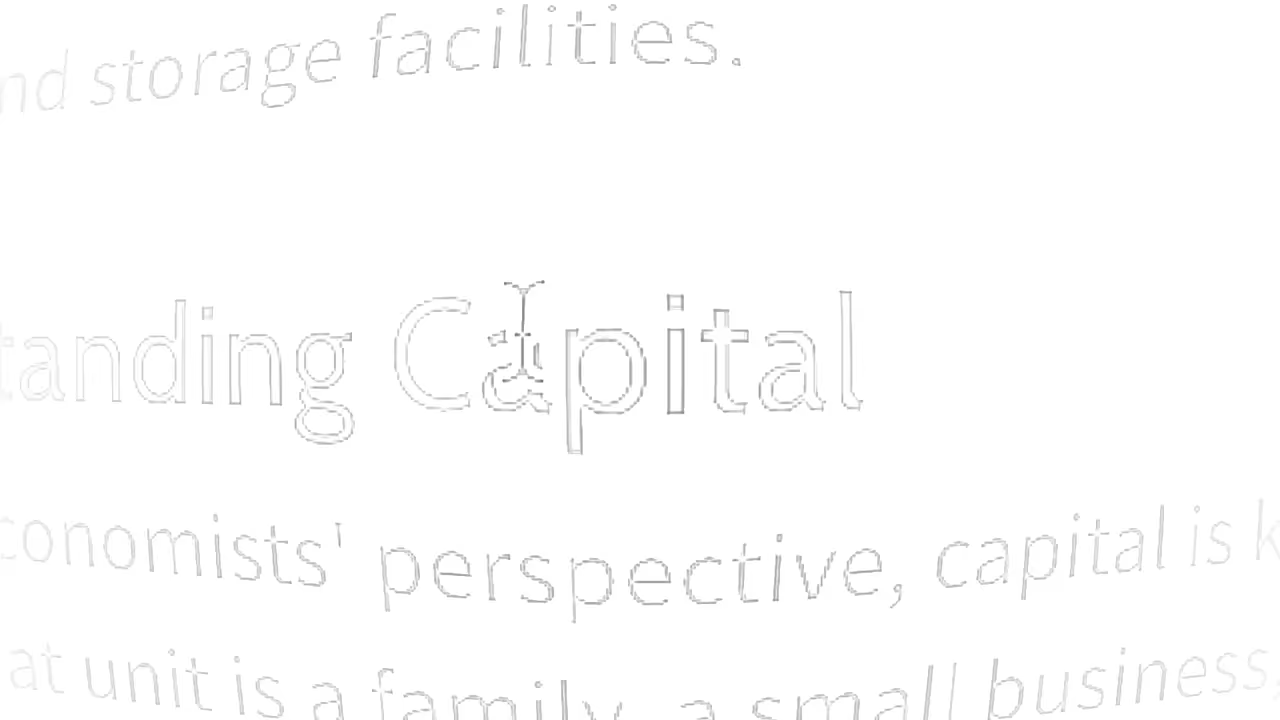 nd storage facilities.
tanding Capital
conomists' perspective, capital is k
at unit is a family, a small business,